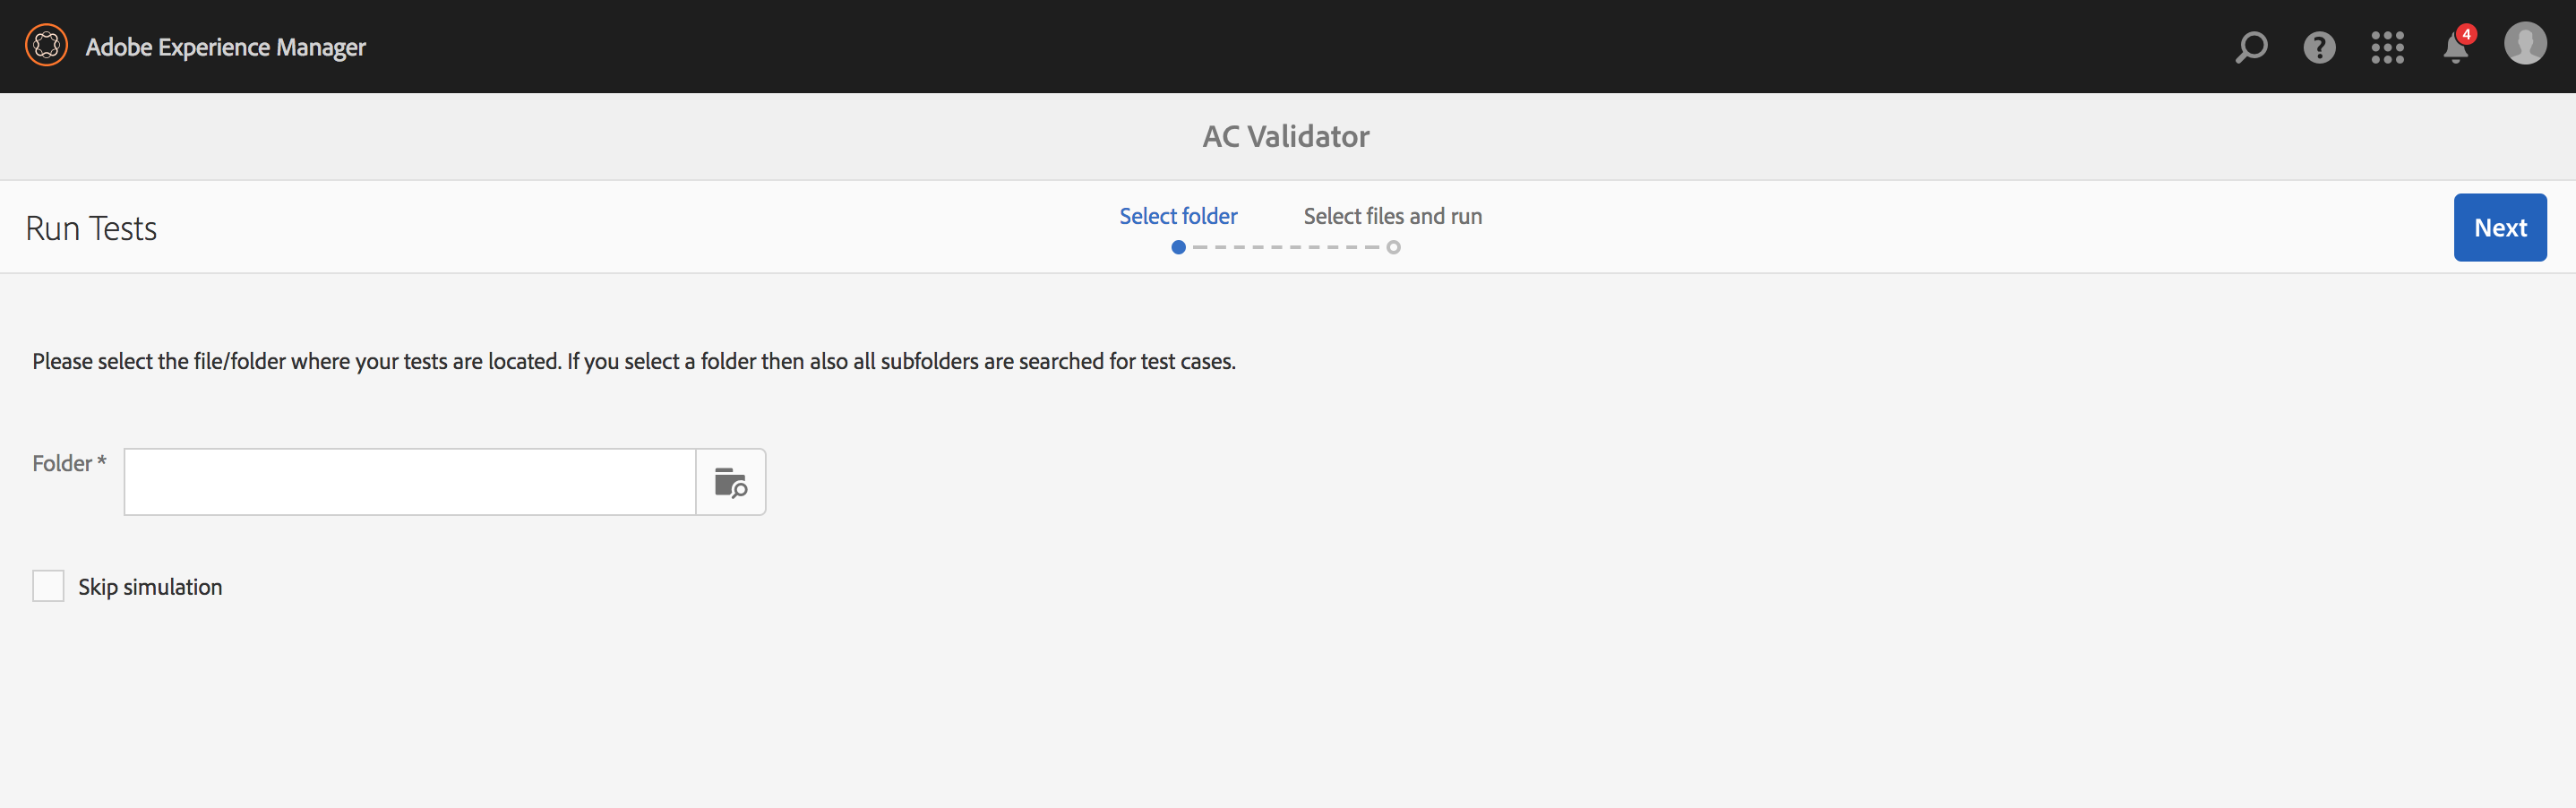 Adobe Experience Manager
4
AC Validator
Run Tests
Select folder
Select files and run
Next
Please select the file/folder where your tests are located. If you select a folder then also all subfolders are searched for test cases.
Folder *
Skip simulation